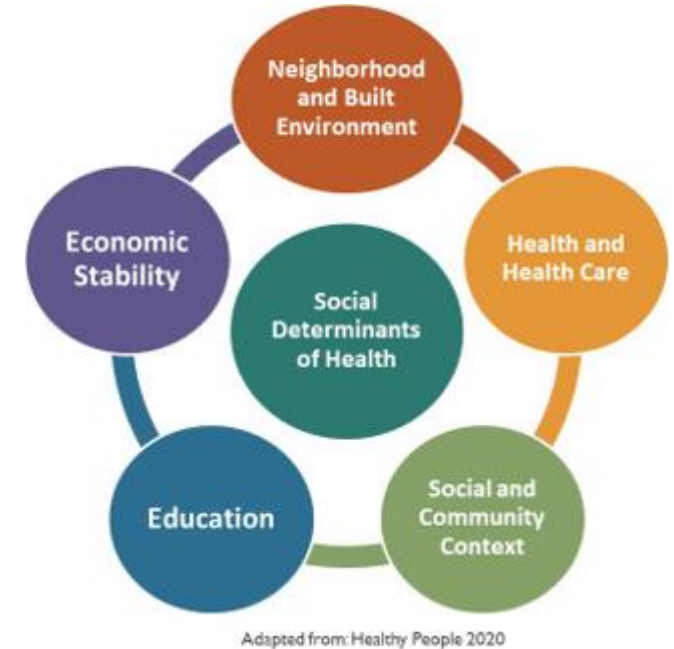 Neighborhood
and Built
Environment
Economic
Stability
Health and
Health Care
Social
Determinants
of Health
Education
Social and
Community
Context
Adapted from: Healthy People 2020